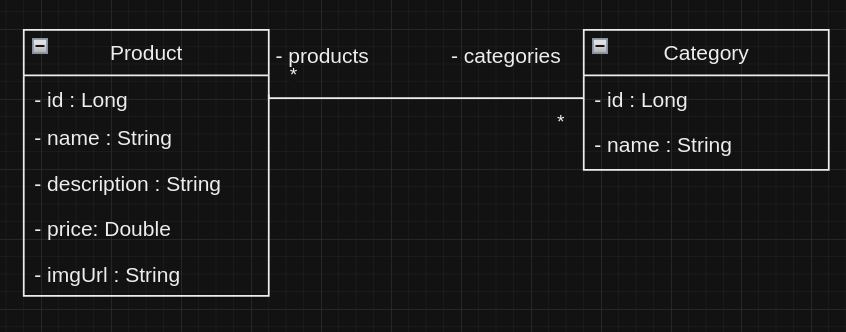 Product
- id : Long
- name : String
- description : String
- price: Double
- imgUrl : String
- products
*
- categories
*
Category
- id : Long
- name : String